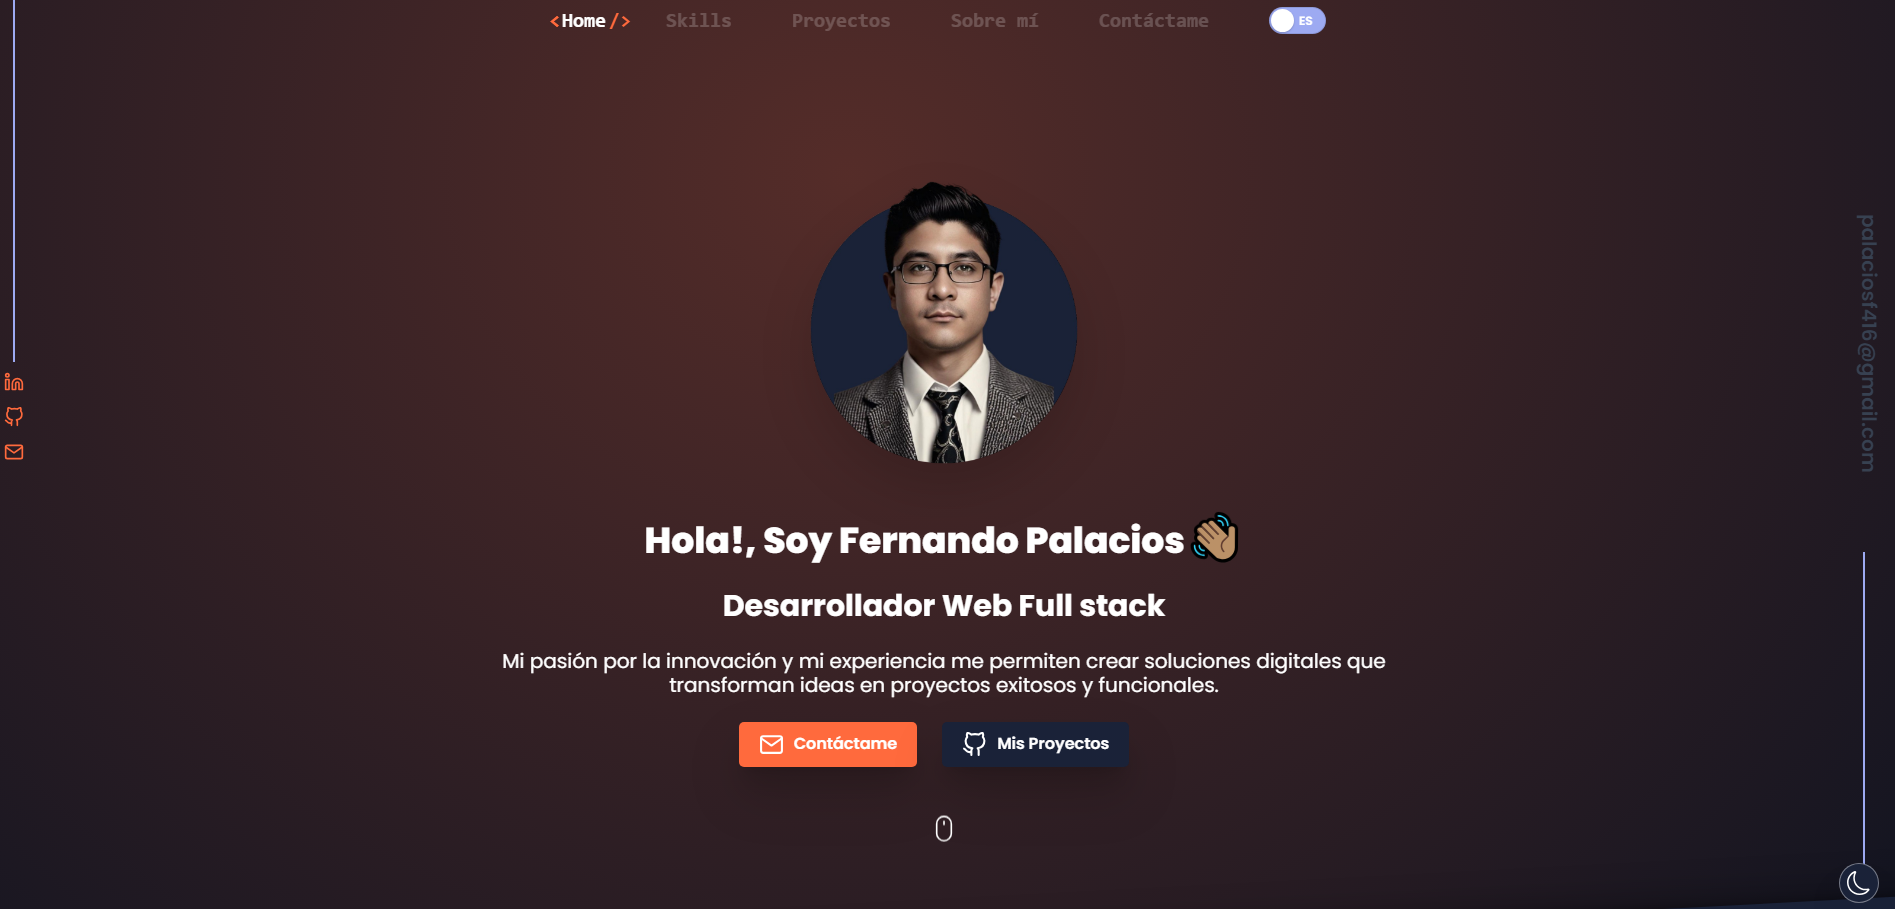 <Home/> Skills Proyectos Sobre mí Contáctame ES
palaciosf416@gmail.com
Hola!, Soy Fernando Palacios
Desarrollador Web Full stack
Mi pasión por la innovación y mi experiencia me permiten crear soluciones digitales que
transforman ideas en proyectos exitosos y funcionales.
Contáctame Mis Proyectos